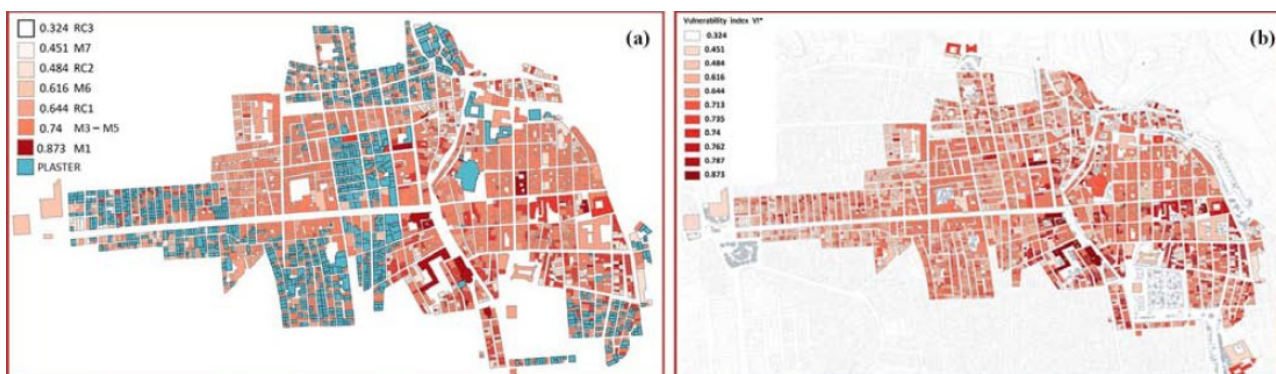 0.324 RC3
0.451 M7
0.484 RC2
0.616 M6
0.644 RC1
0.74 M3 – M5
0.873 M1
PLASTER
(a)
Vulnerability index VI*
0.324
0.451
0.484
0.616
0.644
0.713
0.735
0.74
0.762
0.787
0.873
(b)